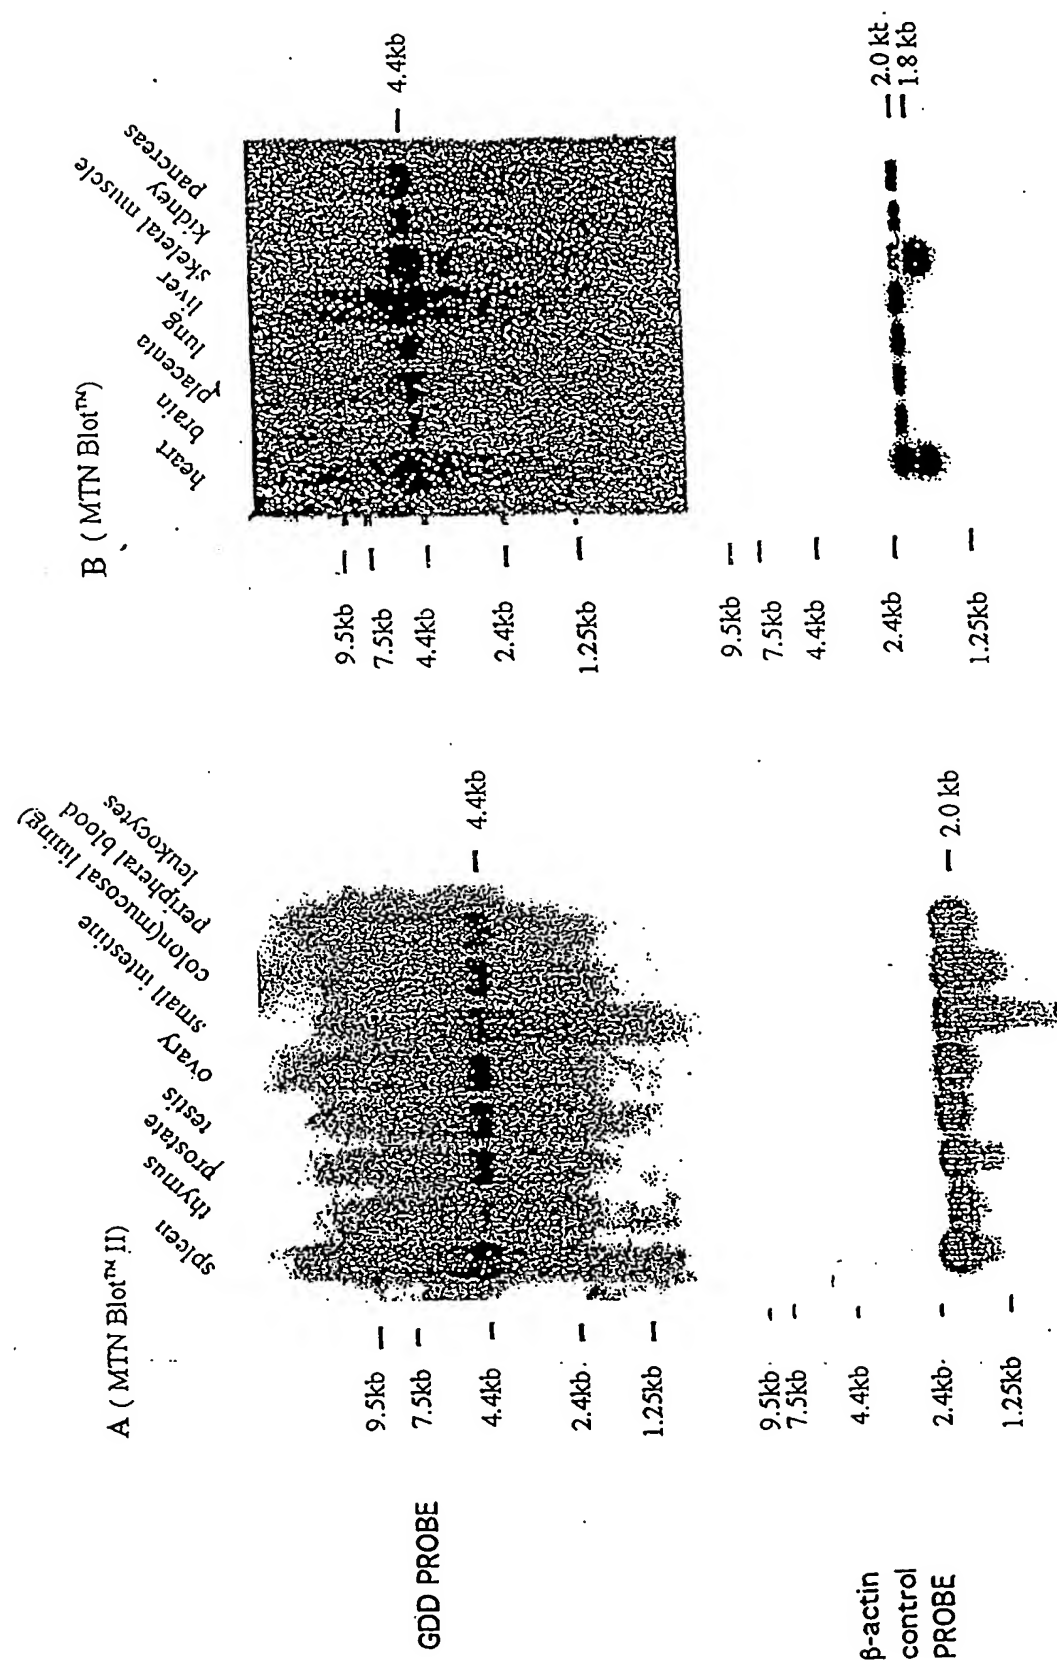 A ( MTN Blot™ II)
spleen
thymus
prostate
testis
ovary
small intestine
colon(mucosal lining)
peripheral blood
leukocytes
GDD PROBE
9.5kb
7.5kb
4.4kb
2.4kb
1.25kb
4.4kb
β-actin
control
PROBE
9.5kb
7.5kb
4.4kb
2.4kb
1.25kb
2.0 kb
B ( MTN Blot™)
heart
brain
placenta
lung
liver
skeletal muscle
kidney
pancreas
9.5kb
7.5kb
4.4kb
2.4kb
1.25kb
4.4kb
9.5kb
7.5kb
4.4kb
2.4kb
1.25kb
2.0 kt
1.8 kb